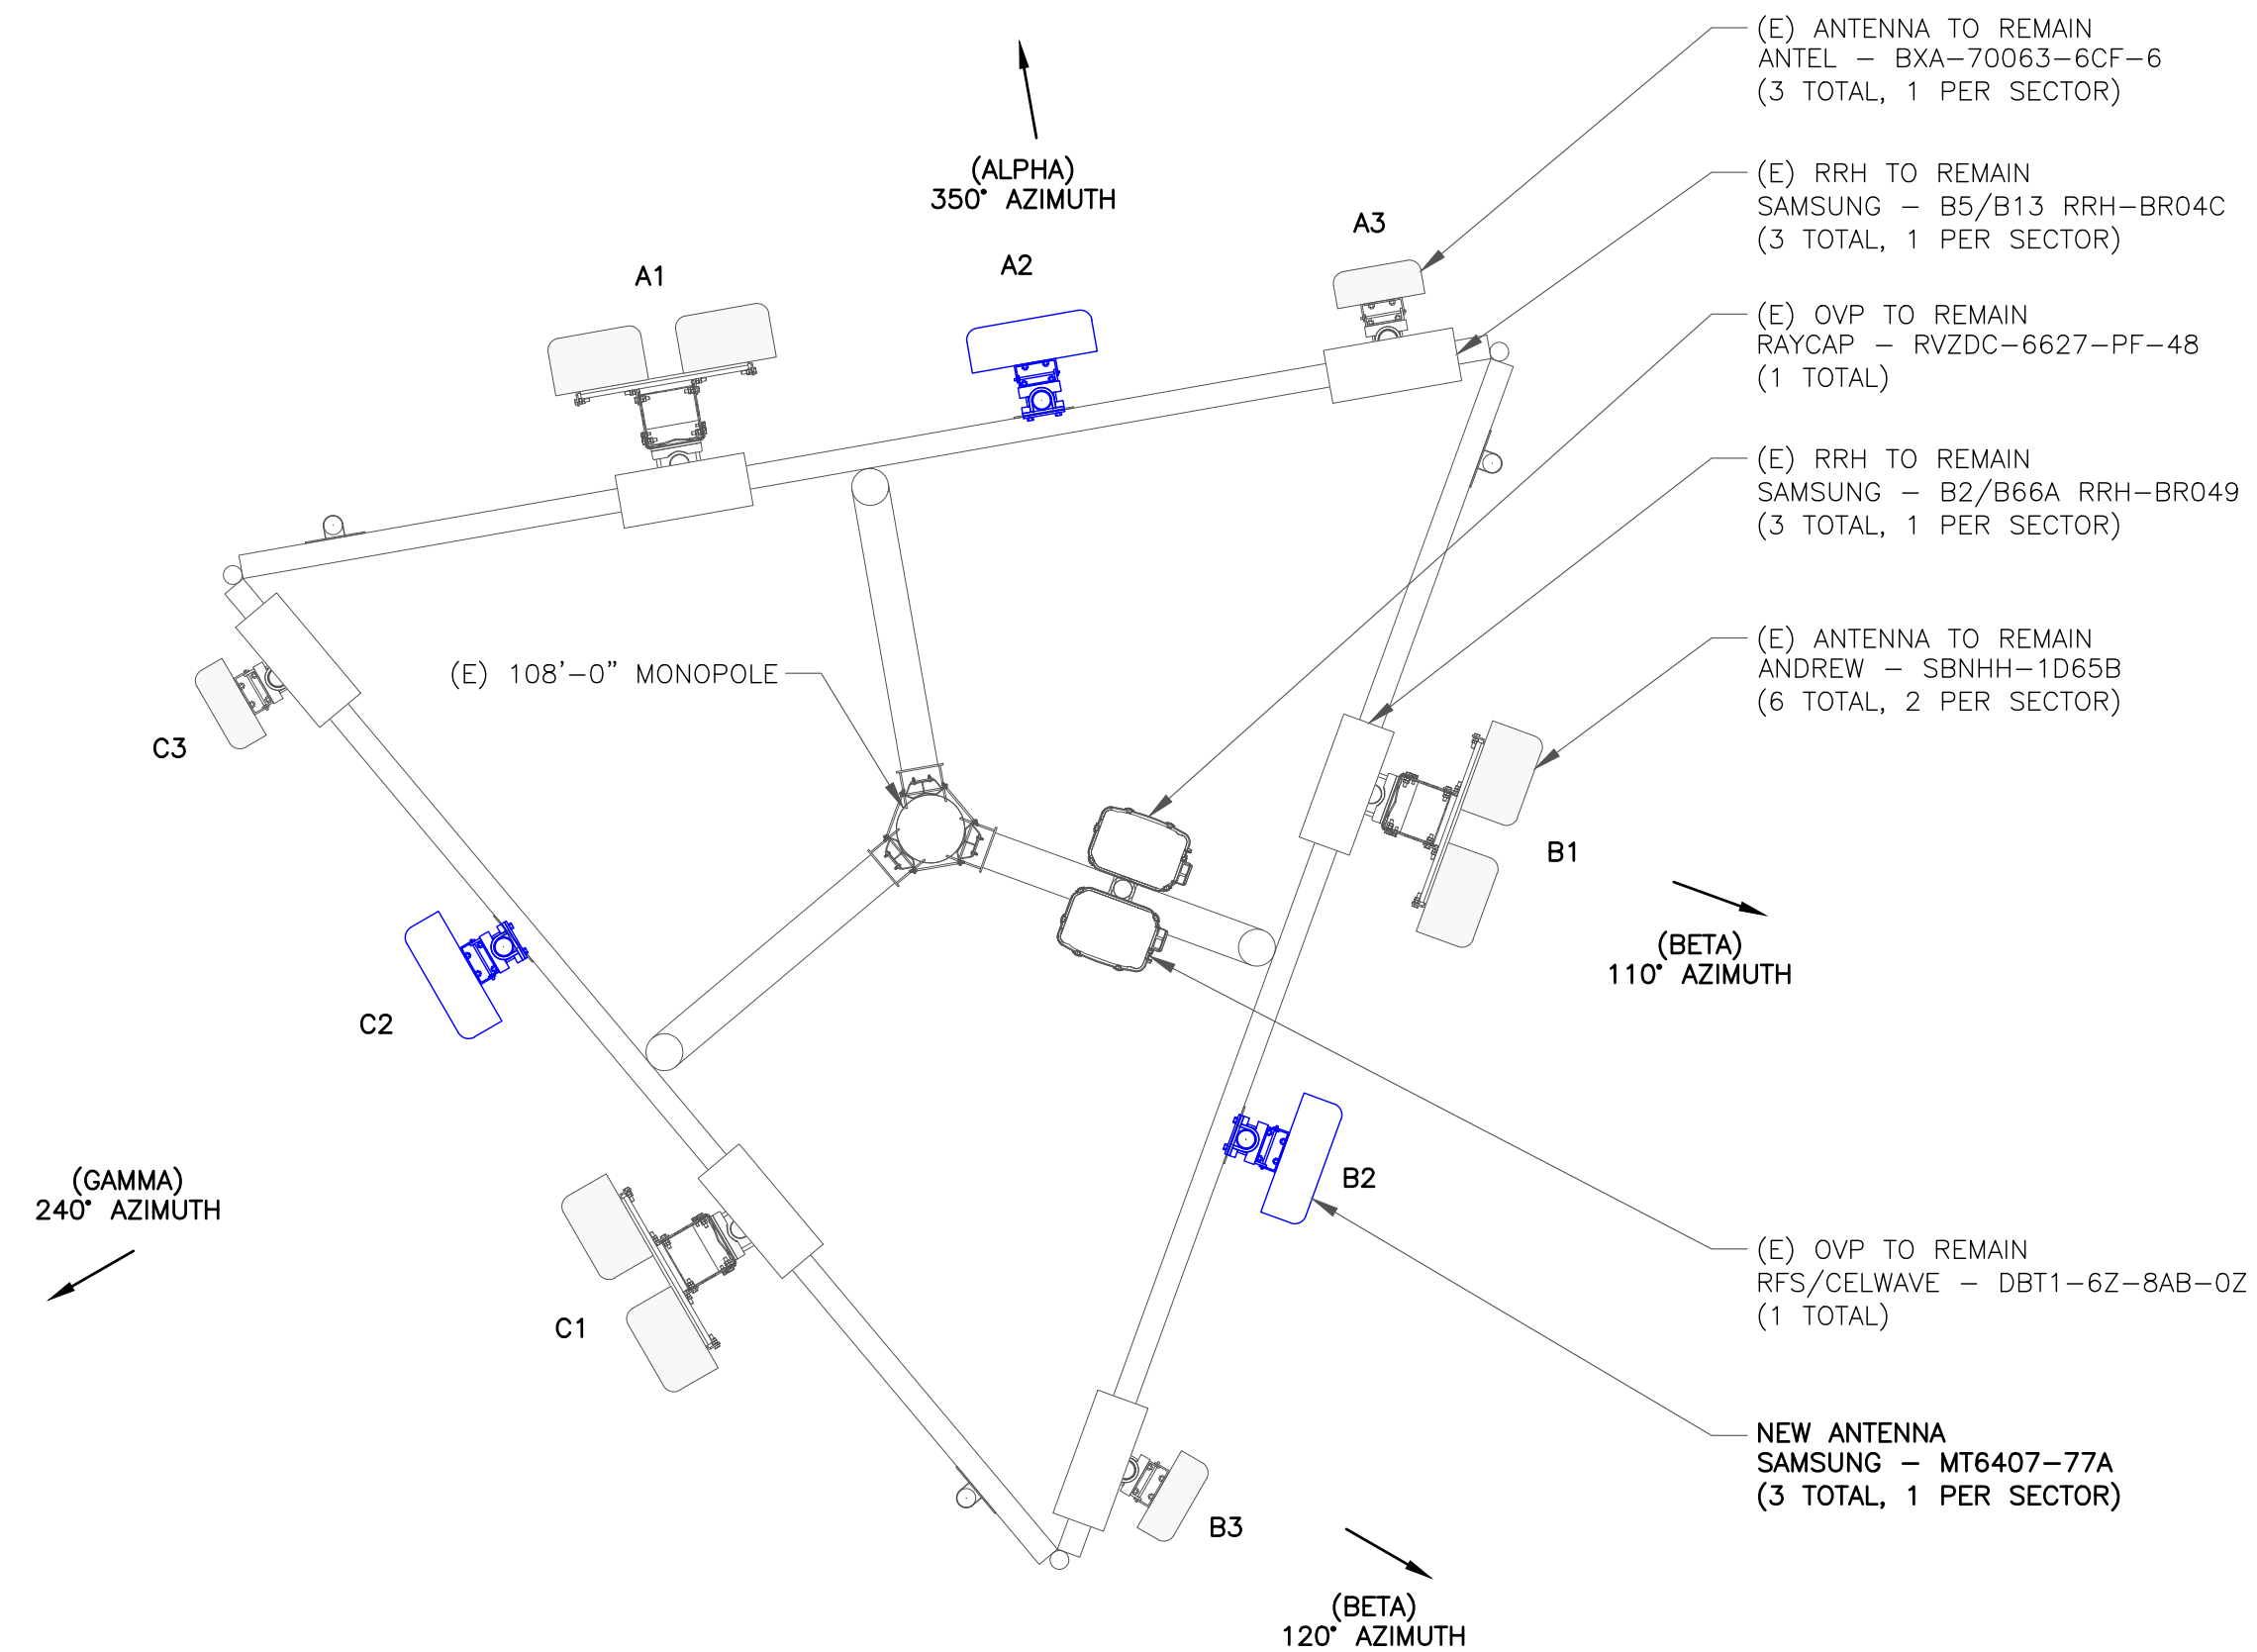 (E) ANTENNA TO REMAIN
ANTEL - BXA-70063-6CF-6
(3 TOTAL, 1 PER SECTOR)
(ALPHA)
350° AZIMUTH
(E) RRH TO REMAIN
SAMSUNG - B5/B13 RRH-BR04C
(3 TOTAL, 1 PER SECTOR)
A3
A2
A1
(E) OVP TO REMAIN
RAYCAP - RVZDC-6627-PF-48
(1 TOTAL)
(E) RRH TO REMAIN
SAMSUNG - B2/B66A RRH-BR049
(3 TOTAL, 1 PER SECTOR)
(E) ANTENNA TO REMAIN
ANDREW - SBNHH-1D65B
(6 TOTAL, 2 PER SECTOR)
(E) 108'-0" MONOPOLE
C3
B1
(BETA)
110° AZIMUTH
C2
(GAMMA)
240° AZIMUTH
B2
(E) OVP TO REMAIN
RFS/CELWAVE - DBT1-6Z-8AB-0Z
(1 TOTAL)
C1
NEW ANTENNA
SAMSUNG - MT6407-77A
(3 TOTAL, 1 PER SECTOR)
B3
(BETA)
120° AZIMUTH